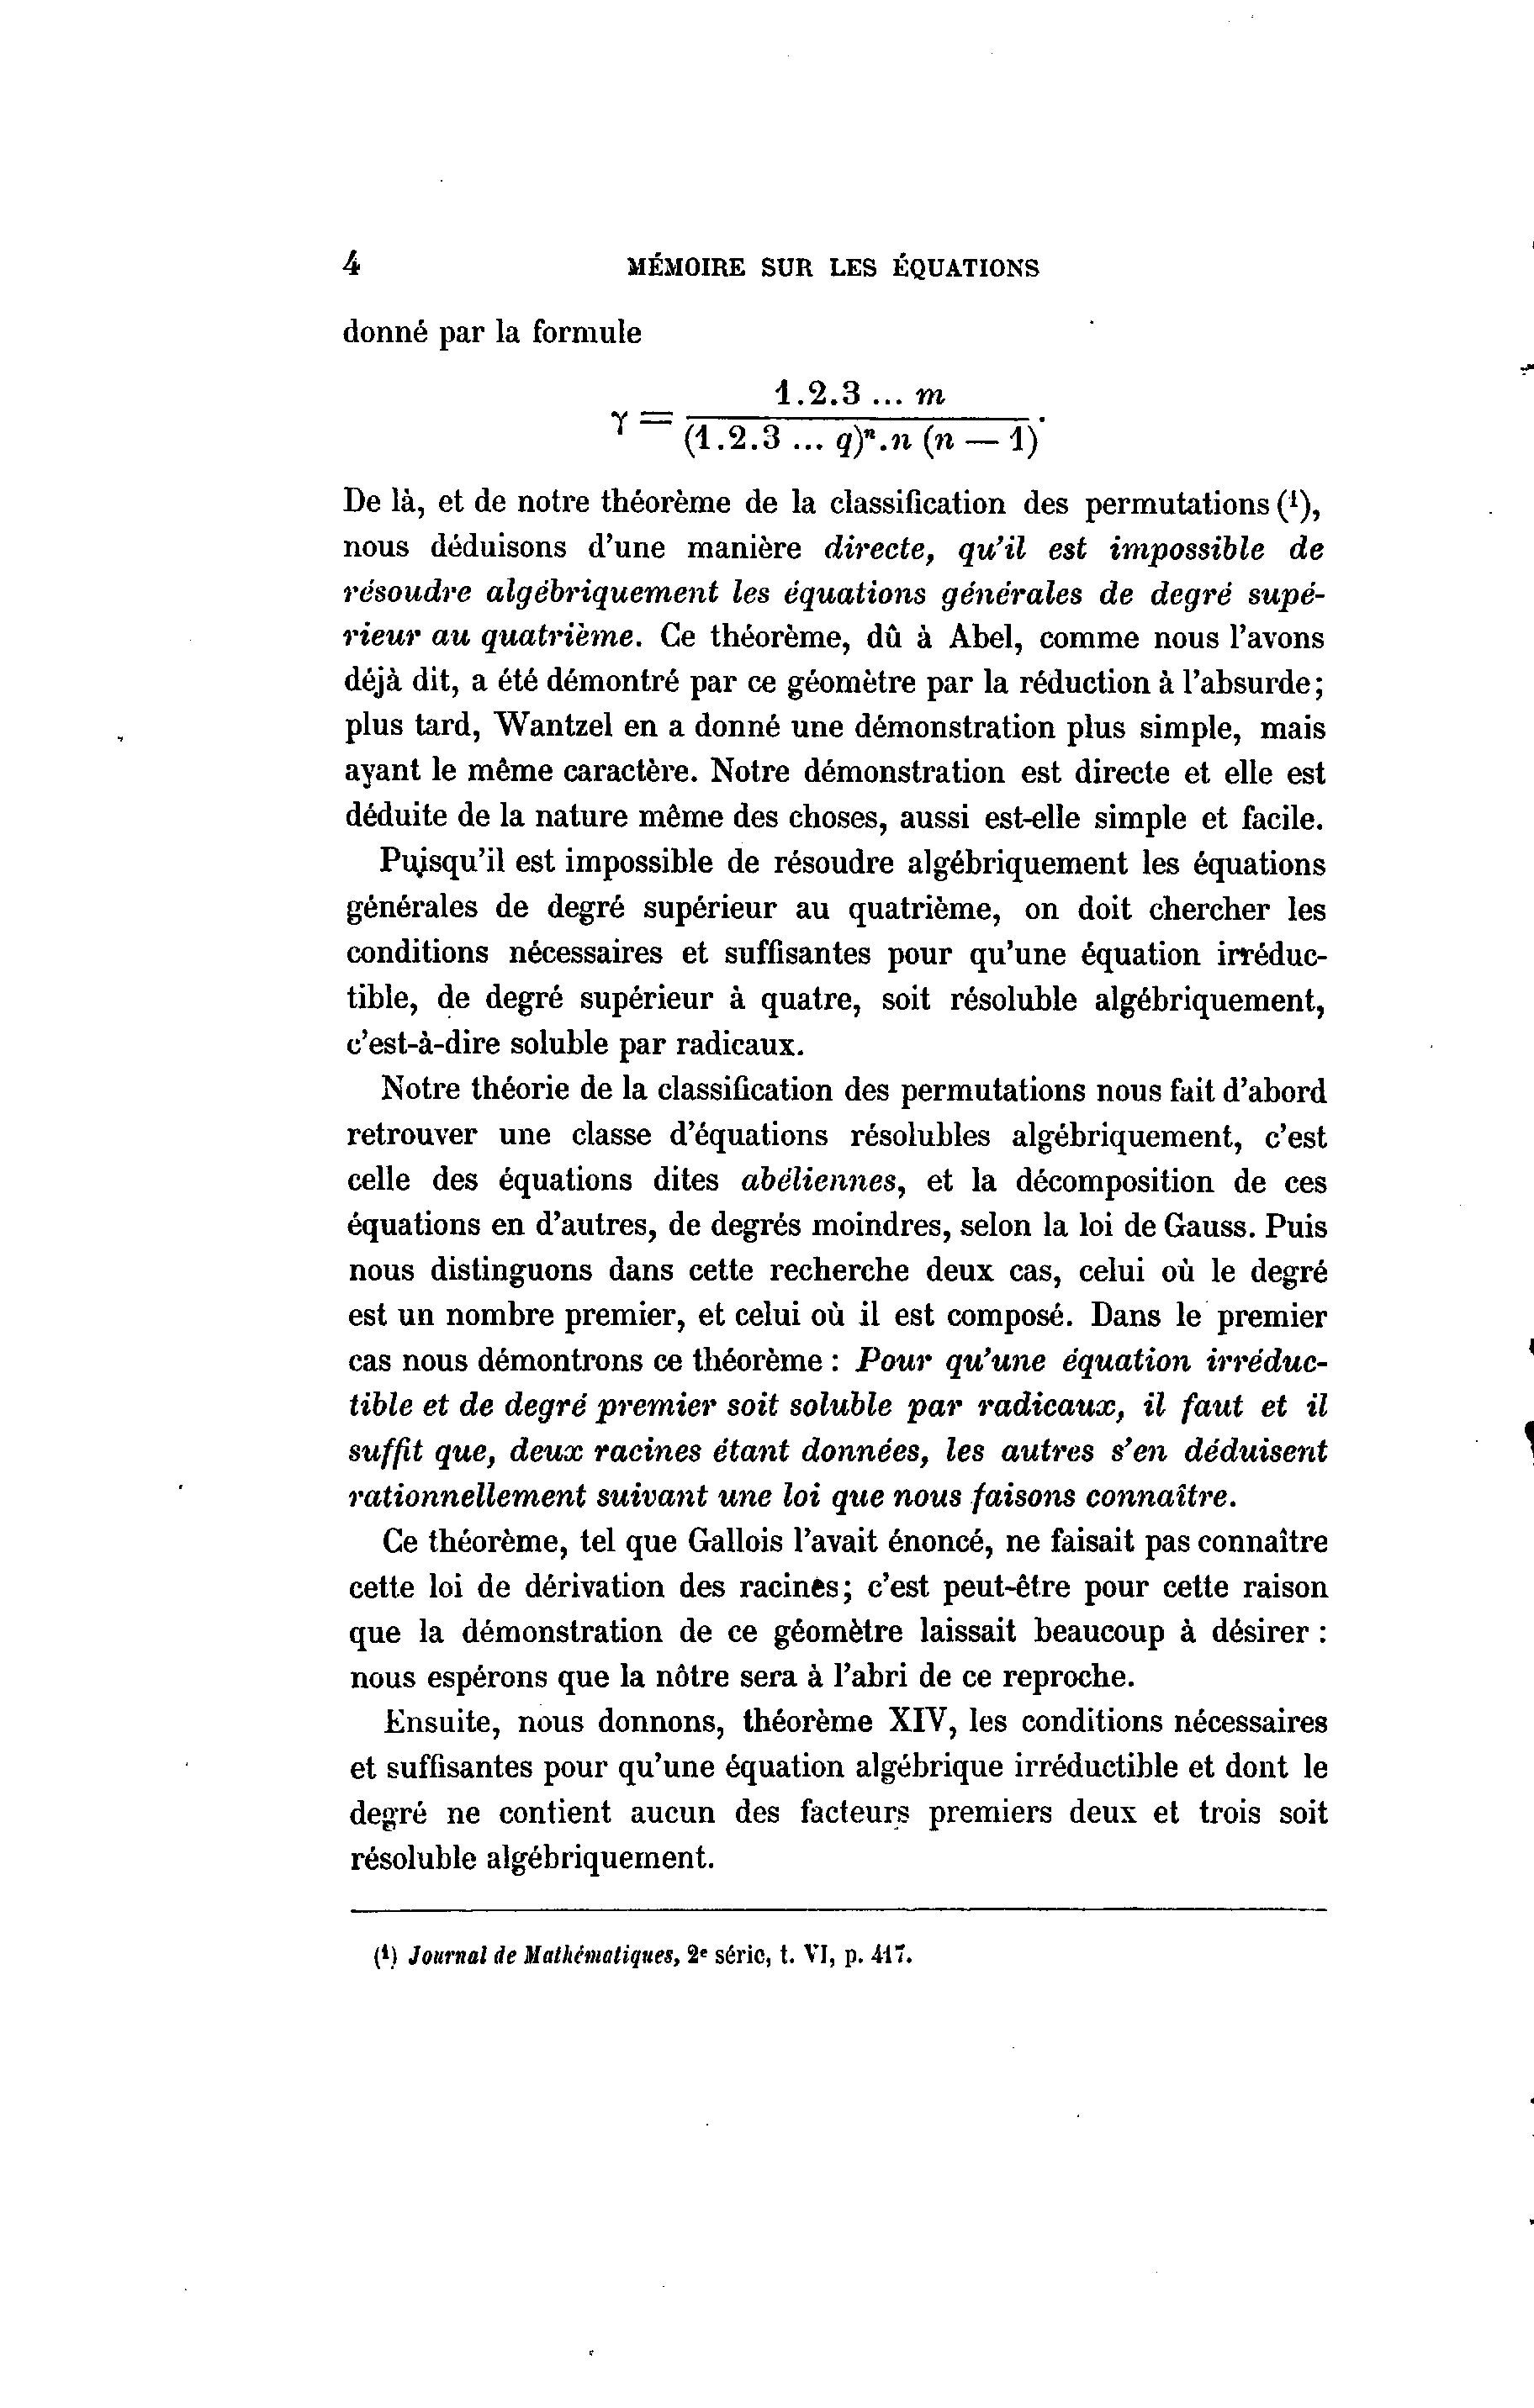 4 MÉMOIRE SUR LES ÉQUATIONS
donné par la formule
γ = 1.2.3 ... m / (1.2.3 ... q)ⁿ.n (n — 1).
De là, et de notre théorème de la classification des permutations (¹),
nous déduisons d'une manière directe, qu'il est impossible de
résoudre algébriquement les équations générales de degré supé-
rieur au quatrième. Ce théorème, dû à Abel, comme nous l'avons
déjà dit, a été démontré par ce géomètre par la réduction à l'absurde;
plus tard, Wantzel en a donné une démonstration plus simple, mais
ayant le même caractère. Notre démonstration est directe et elle est
déduite de la nature même des choses, aussi est-elle simple et facile.
Puisqu'il est impossible de résoudre algébriquement les équations
générales de degré supérieur au quatrième, on doit chercher les
conditions nécessaires et suffisantes pour qu'une équation irréduc-
tible, de degré supérieur à quatre, soit résoluble algébriquement,
c'est-à-dire soluble par radicaux.
Notre théorie de la classification des permutations nous fait d'abord
retrouver une classe d'équations résolubles algébriquement, c'est
celle des équations dites abéliennes, et la décomposition de ces
équations en d'autres, de degrés moindres, selon la loi de Gauss. Puis
nous distinguons dans cette recherche deux cas, celui où le degré
est un nombre premier, et celui où il est composé. Dans le premier
cas nous démontrons ce théorème : Pour qu'une équation irréduc-
tible et de degré premier soit soluble par radicaux, il faut et il
suffit que, deux racines étant données, les autres s'en déduisent
rationnellement suivant une loi que nous faisons connaître.
Ce théorème, tel que Gallois l'avait énoncé, ne faisait pas connaître
cette loi de dérivation des racines; c'est peut-être pour cette raison
que la démonstration de ce géomètre laissait beaucoup à désirer :
nous espérons que la nôtre sera à l'abri de ce reproche.
Ensuite, nous donnons, théorème XIV, les conditions nécessaires
et suffisantes pour qu'une équation algébrique irréductible et dont le
degré ne contient aucun des facteurs premiers deux et trois soit
résoluble algébriquement.
(¹) Journal de Mathématiques, 2ᵉ série, t. VI, p. 417.